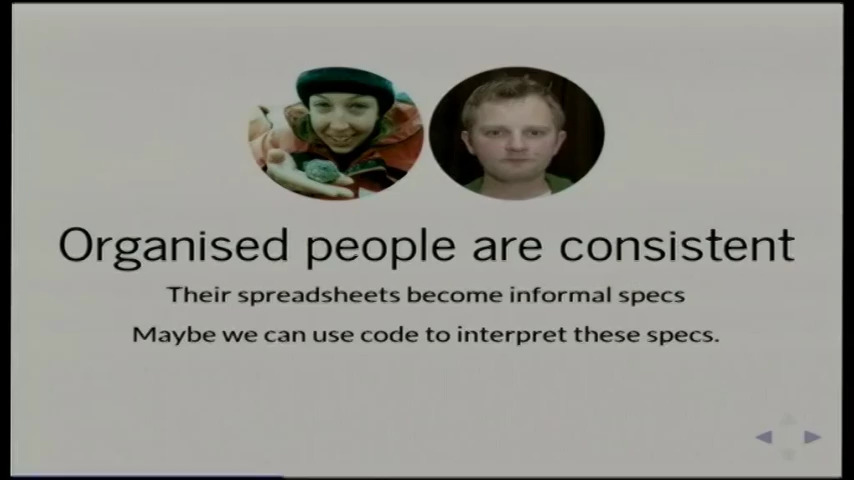 Organised people are consistent
Their spreadsheets become informal specs
Maybe we can use code to interpret these specs.